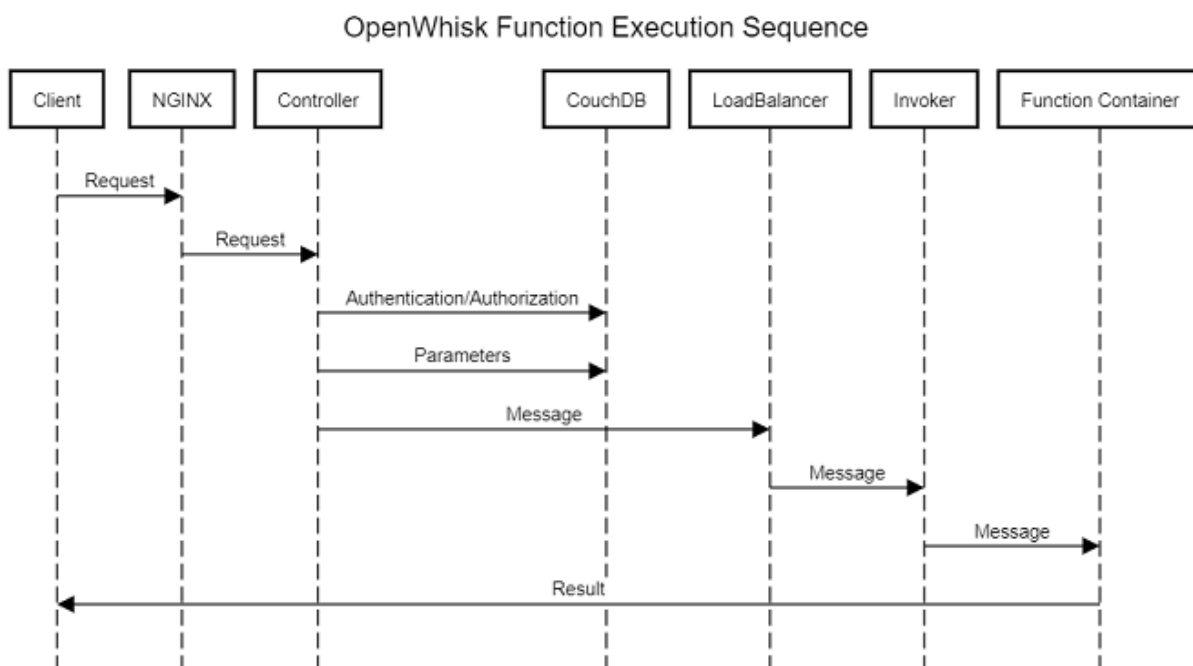 OpenWhisk Function Execution Sequence
Client
NGINX
Controller
CouchDB
LoadBalancer
Invoker
Function Container
Request
Request
Authentication/Authorization
Parameters
Message
Message
Message
Result